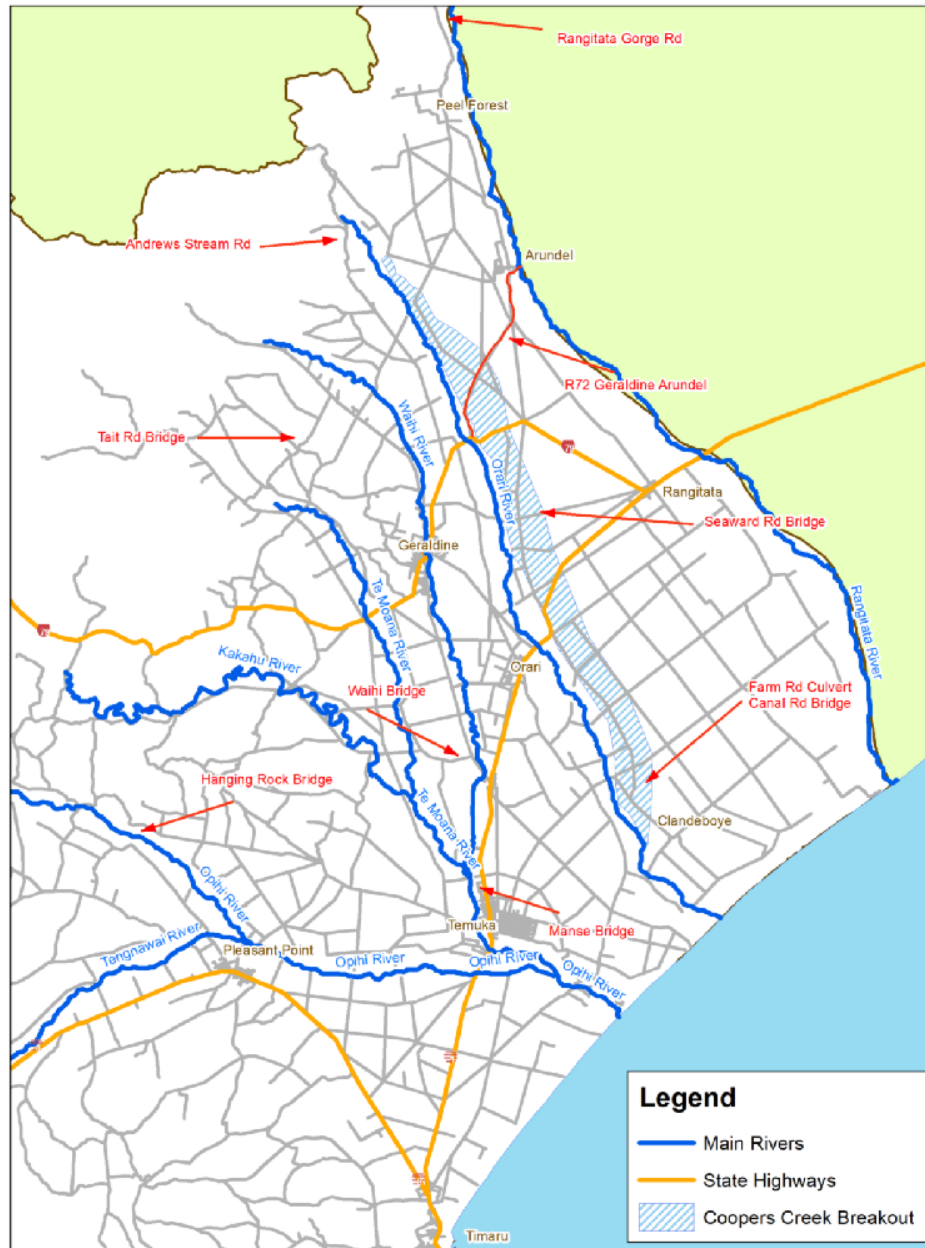 Rangitata Gorge Rd
Peel Forest
Andrews Stream Rd
Arundel
R72 Geraldine Arundel
Waihi River
Tait Rd Bridge
Orari River
Rangitata
Seaward Rd Bridge
Geraldine
Te Moana River
Rangitata River
Kakahu River
Orari
Waihi Bridge
Farm Rd Culvert
Canal Rd Bridge
Hanging Rock Bridge
Te Moana River
Clandeboye
Opihi River
Temuka
Manse Bridge
Tengnawai River
Pleasant Point
Opihi River
Opihi River
Opihi River
Legend
Main Rivers
State Highways
Coopers Creek Breakout
Timaru